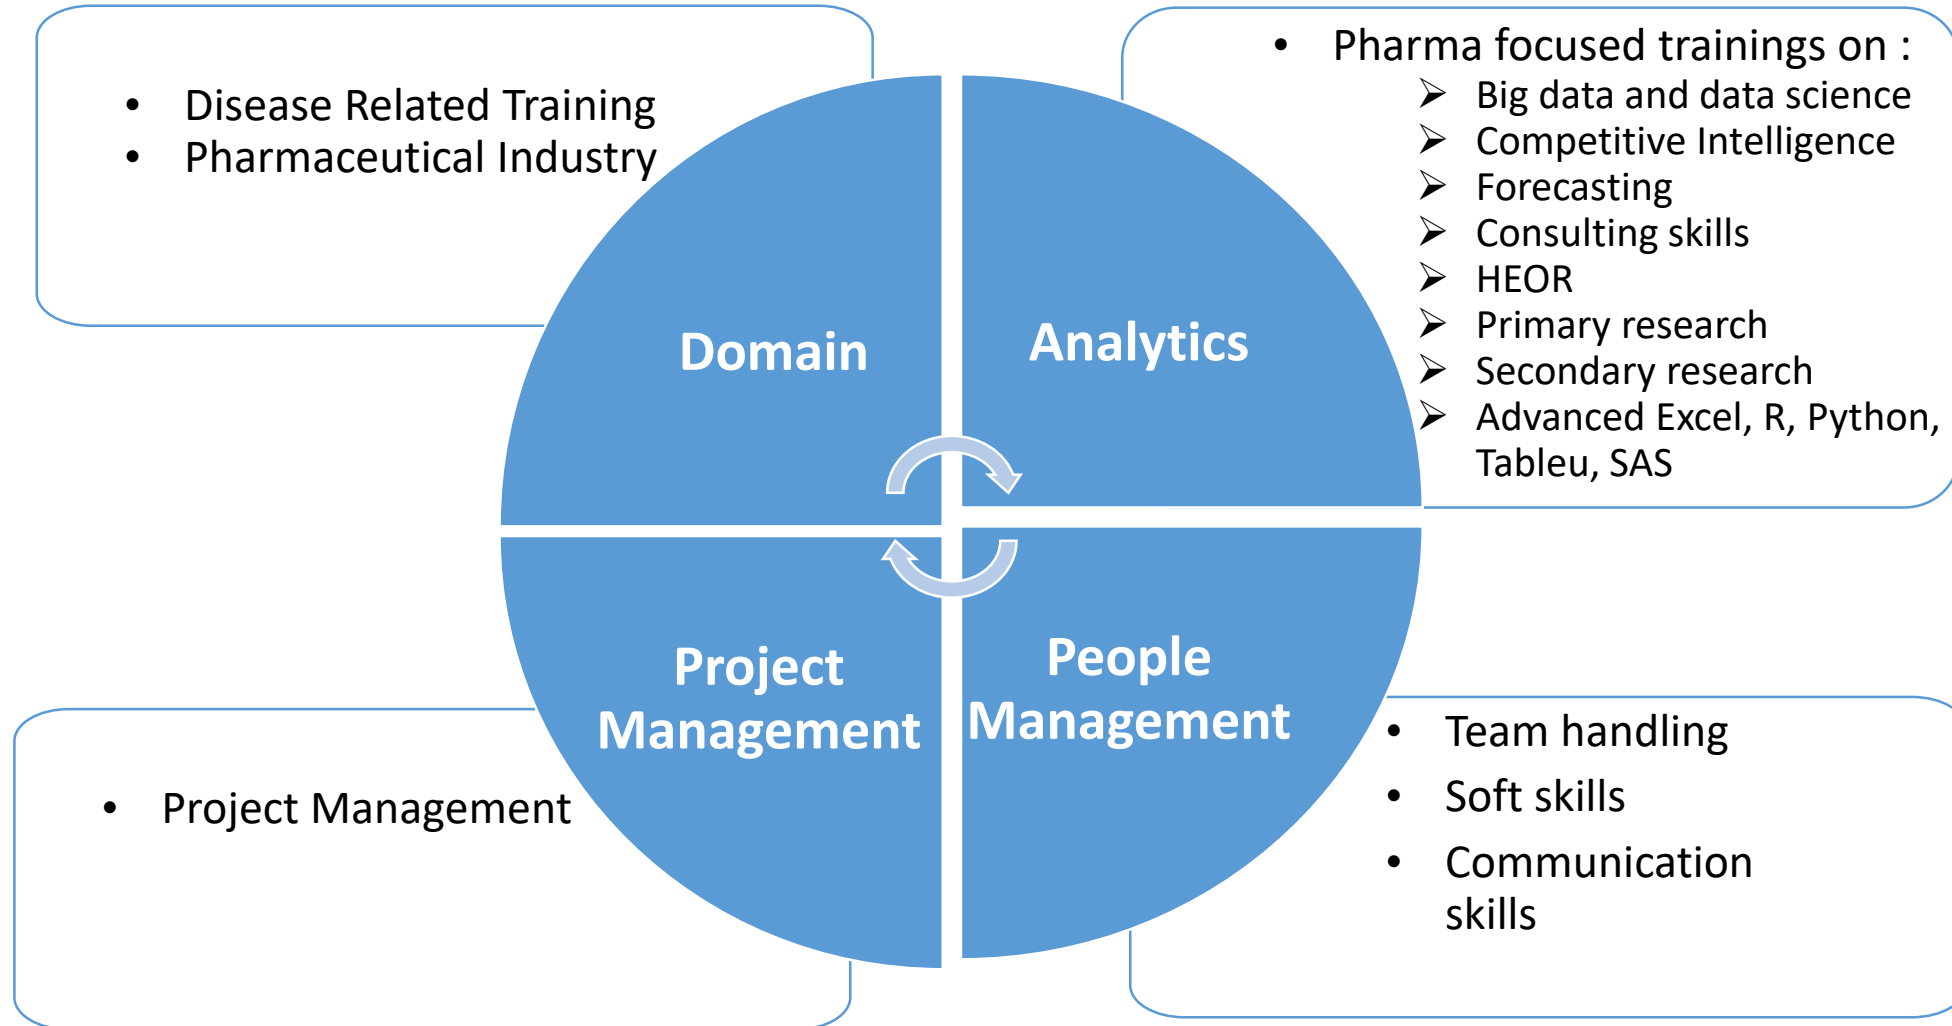 • Disease Related Training
• Pharmaceutical Industry
Domain
• Pharma focused trainings on :
➢ Big data and data science
➢ Competitive Intelligence
➢ Forecasting
➢ Consulting skills
➢ HEOR
➢ Primary research
➢ Secondary research
➢ Advanced Excel, R, Python,
Tableu, SAS
Analytics
Project
Management
• Project Management
People
Management
• Team handling
• Soft skills
• Communication
skills